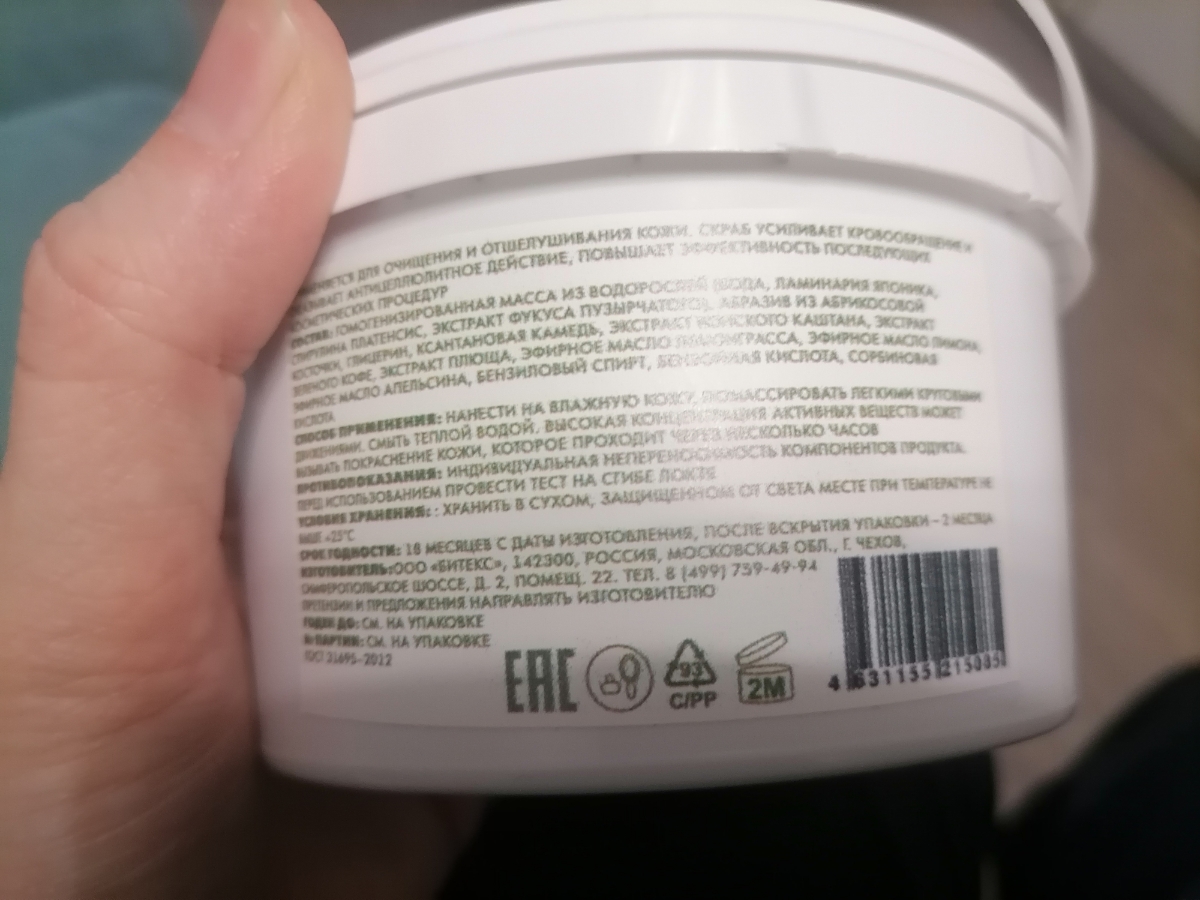 ДЛЯ ОЧИЩЕНИЯ И ОТШЕЛУШИВАНИЯ КОЖИ. СКРАБ УСИЛИВАЕТ КРОВООБРАЩЕНИЕ И
АНТИЦЕЛЛЮЛИТНОЕ ДЕЙСТВИЕ, ПОВЫШАЕТ ЭФФЕКТИВНОСТЬ ПОСЛЕДУЮЩИХ
ПРОЦЕДУР
СОСТАВ: ГОМОГЕНИЗИРОВАННАЯ МАССА ИЗ ВОДОРОСЛЕЙ (ВОДА, ЛАМИНАРИЯ ЯПОНИКА,
СПИРУЛИНА ПЛАТЕНСИС, ЭКСТРАКТ ФУКУСА ПУЗЫРЧАТОГО), АБРАЗИВ ИЗ АБРИКОСОВОЙ
КОСТОЧКИ, ГЛИЦЕРИН, КСАНТАНОВАЯ КАМЕДЬ, ЭКСТРАКТ КОНСКОГО КАШТАНА, ЭКСТРАКТ
ЗЕЛЕНОГО КОФЕ, ЭКСТРАКТ ПЛЮЩА, ЭФИРНОЕ МАСЛО ЛЕМОНГРАССА, ЭФИРНОЕ МАСЛО ЛИМОНА,
ЭФИРНОЕ МАСЛО АПЕЛЬСИНА, БЕНЗИЛОВЫЙ СПИРТ, БЕНЗОЙНАЯ КИСЛОТА, СОРБИНОВАЯ
КИСЛОТА
СПОСОБ ПРИМЕНЕНИЯ: НАНЕСТИ НА ВЛАЖНУЮ КОЖУ, ПОМАССИРОВАТЬ ЛЕГКИМИ КРУГОВЫМИ
ДВИЖЕНИЯМИ. СМЫТЬ ТЕПЛОЙ ВОДОЙ. ВЫСОКАЯ КОНЦЕНТРАЦИЯ АКТИВНЫХ ВЕЩЕСТВ МОЖЕТ
ВЫЗЫВАТЬ ПОКРАСНЕНИЕ КОЖИ, КОТОРОЕ ПРОХОДИТ ЧЕРЕЗ НЕСКОЛЬКО ЧАСОВ
ПРОТИВОПОКАЗАНИЯ: ИНДИВИДУАЛЬНАЯ НЕПЕРЕНОСИМОСТЬ КОМПОНЕНТОВ ПРОДУКТА.
ПЕРЕД ИСПОЛЬЗОВАНИЕМ ПРОВЕСТИ ТЕСТ НА СГИБЕ ЛОКТЯ
УСЛОВИЯ ХРАНЕНИЯ: : ХРАНИТЬ В СУХОМ, ЗАЩИЩЕННОМ ОТ СВЕТА МЕСТЕ ПРИ ТЕМПЕРАТУРЕ НЕ
ВЫШЕ +25°С
СРОК ГОДНОСТИ: 18 МЕСЯЦЕВ С ДАТЫ ИЗГОТОВЛЕНИЯ, ПОСЛЕ ВСКРЫТИЯ УПАКОВКИ – 2 МЕСЯЦА
ИЗГОТОВИТЕЛЬ: ООО «БИТЕКС», 142300, РОССИЯ, МОСКОВСКАЯ ОБЛ., Г. ЧЕХОВ,
СИМФЕРОПОЛЬСКОЕ ШОССЕ, Д. 2, ПОМЕЩ. 22. ТЕЛ. 8 (499) 759-49-94
ПРЕТЕНЗИИ И ПРЕДЛОЖЕНИЯ НАПРАВЛЯТЬ ИЗГОТОВИТЕЛЮ
ГОДЕН ДО: СМ. НА УПАКОВКЕ
№ ПАРТИИ: СМ. НА УПАКОВКЕ
ГОСТ 31695-2012
EAC
93
C/PP
2M
4 631155 215035